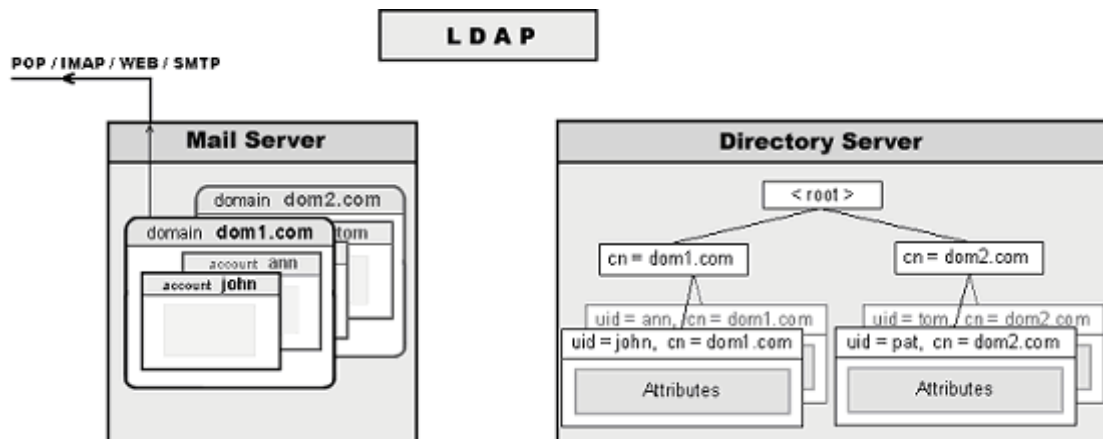 L D A P
POP / IMAP / WEB / SMTP
Mail Server
domain dom2.com
domain dom1.com
tom
account ann
account john
Directory Server
< root >
cn = dom1.com
cn = dom2.com
uid = ann, cn = dom1.com
uid = tom, cn = dom2.com
uid = john, cn = dom1.com
uid = pat, cn = dom2.com
Attributes
Attributes